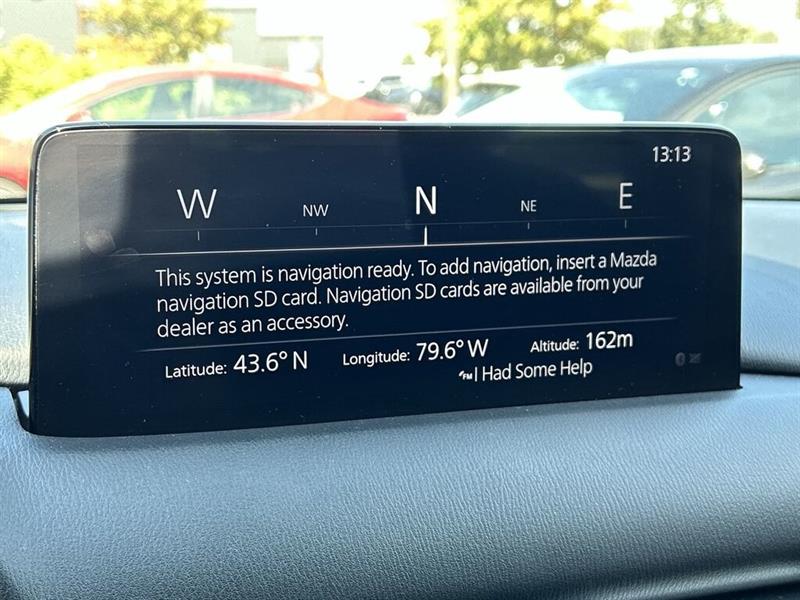 13:13
W NW N NE E
This system is navigation ready. To add navigation, insert a Mazda
navigation SD card. Navigation SD cards are available from your
dealer as an accessory.
Latitude: 43.6° N Longitude: 79.6° W Altitude: 162m
FM I Had Some Help